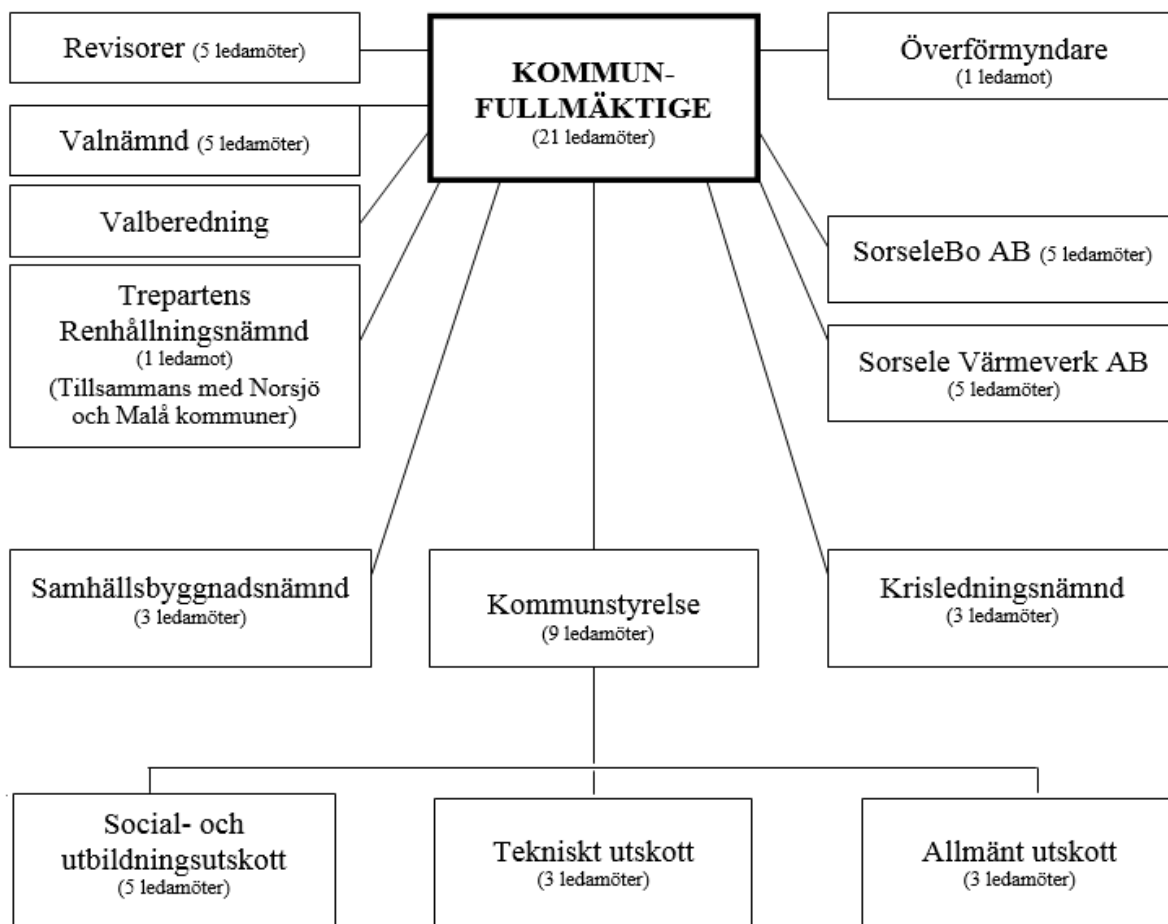 Revisorer (5 ledamöter)
KOMMUN-
FULLMÄKTIGE
(21 ledamöter)
Överförmyndare
(1 ledamot)
Valnämnd (5 ledamöter)
Valberedning
SorseleBo AB (5 ledamöter)
Trepartens
Renhållningsnämnd
(1 ledamot)
(Tillsammans med Norsjö
och Malå kommuner)
Sorsele Värmeverk AB
(5 ledamöter)
Samhällsbyggnadsnämnd
(3 ledamöter)
Kommunstyrelse
(9 ledamöter)
Krisledningsnämnd
(3 ledamöter)
Social- och
utbildningsutskott
(5 ledamöter)
Tekniskt utskott
(3 ledamöter)
Allmänt utskott
(3 ledamöter)